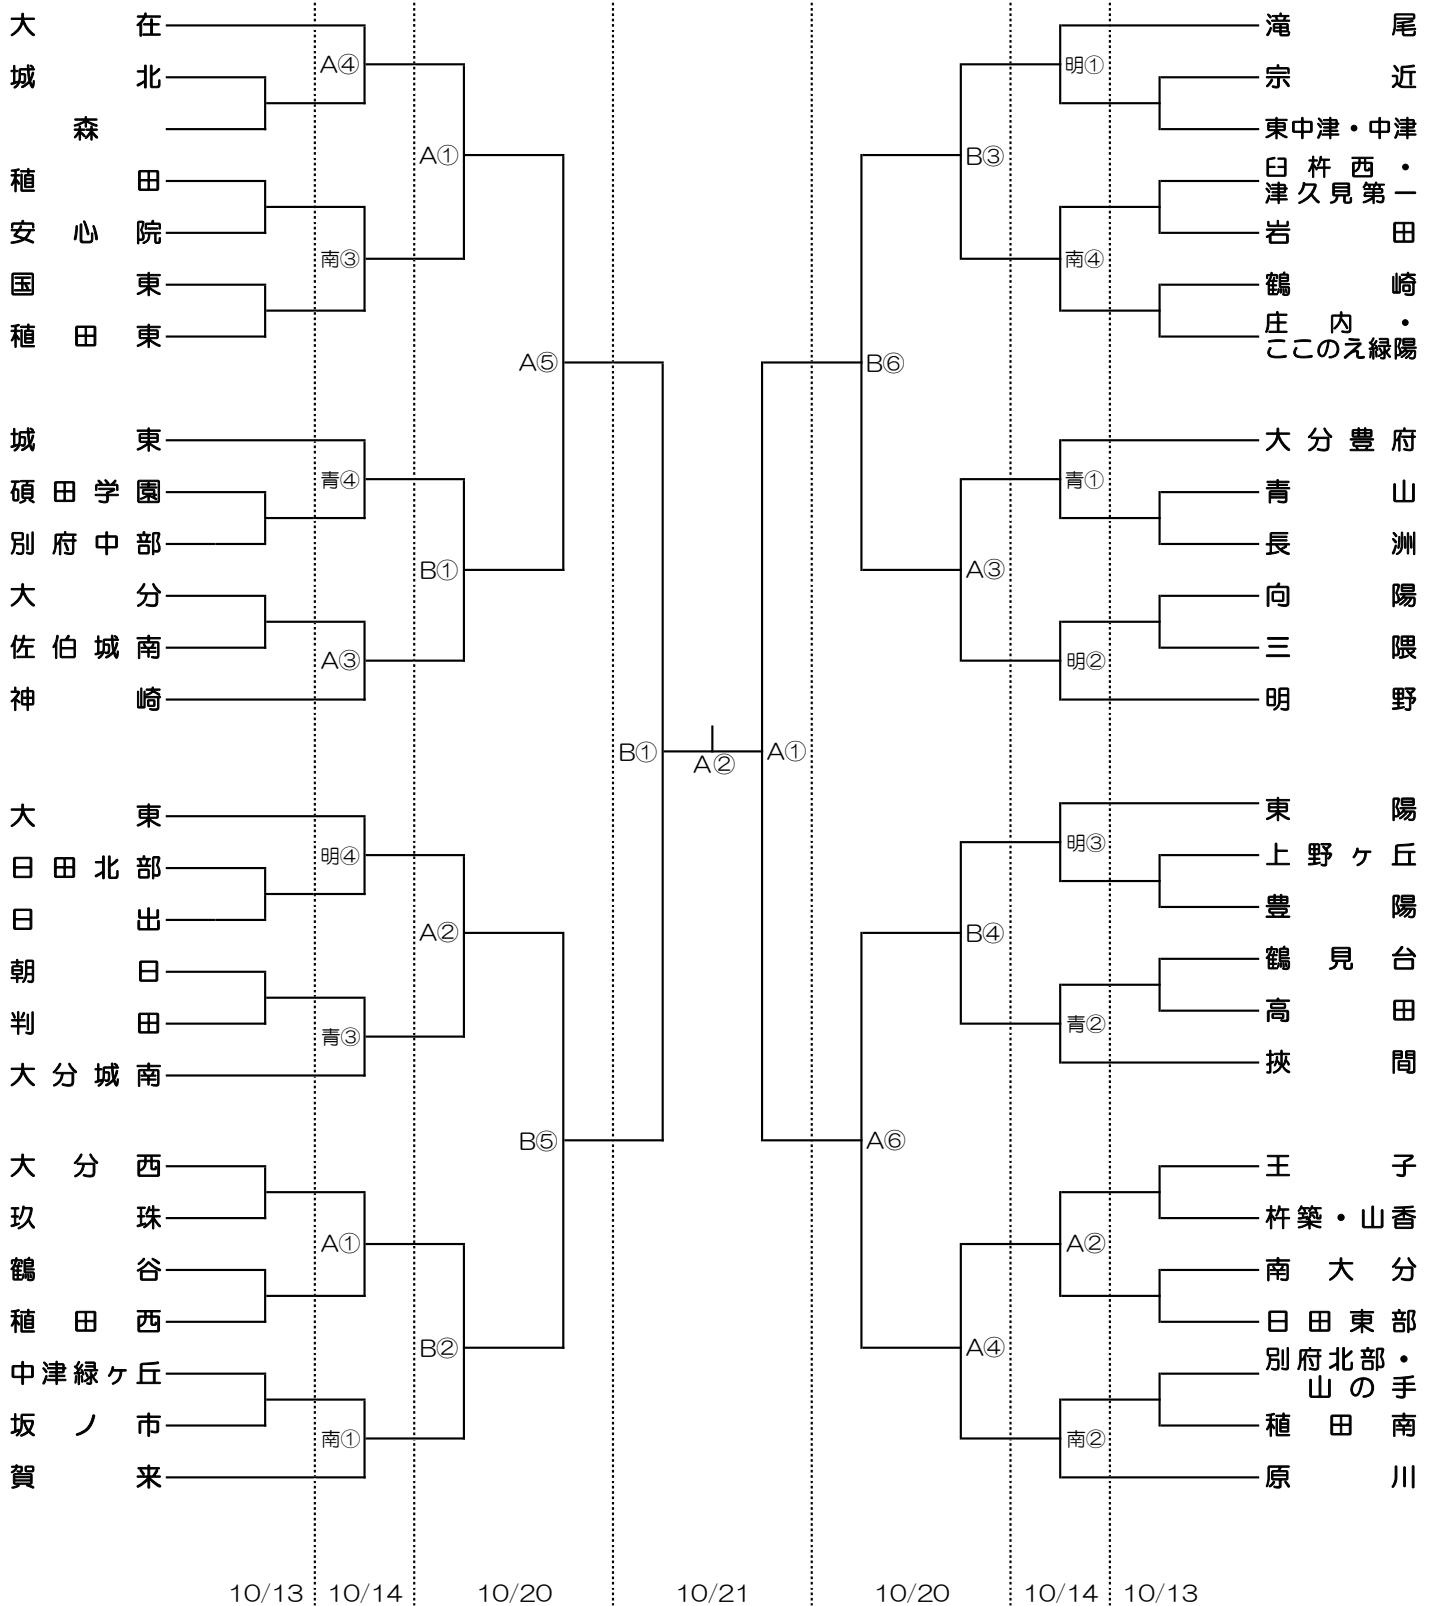 大在
城北
森
稙田
安心院
国東
稙田東
城東
碩田学園
別府中部
大分
佐伯城南
神崎
大東
日田北部
日出
朝日
判田
大分城南
大分西
玖珠
鶴谷
稙田西
中津緑ヶ丘
坂ノ市
賀来
A④
南③
青④
A③
明④
青③
A①
南①
A①
B①
A②
B②
A⑤
B⑤
B①
A②
A①
B⑥
A⑥
B③
A③
B④
A④
明①
南④
青①
明②
明③
青②
A②
南②
滝尾
宗近
東中津・中津
臼杵西・
津久見第一
岩田
鶴崎
庄内・
ここのえ緑陽
大分豊府
青山
長洲
向陽
三隈
明野
東陽
上野ヶ丘
豊陽
鶴見台
高田
挾間
王子
杵築・山香
南大分
日田東部
別府北部・
山の手
稙田南
原川
10/13 10/14 10/20 10/21 10/20 10/14 10/13